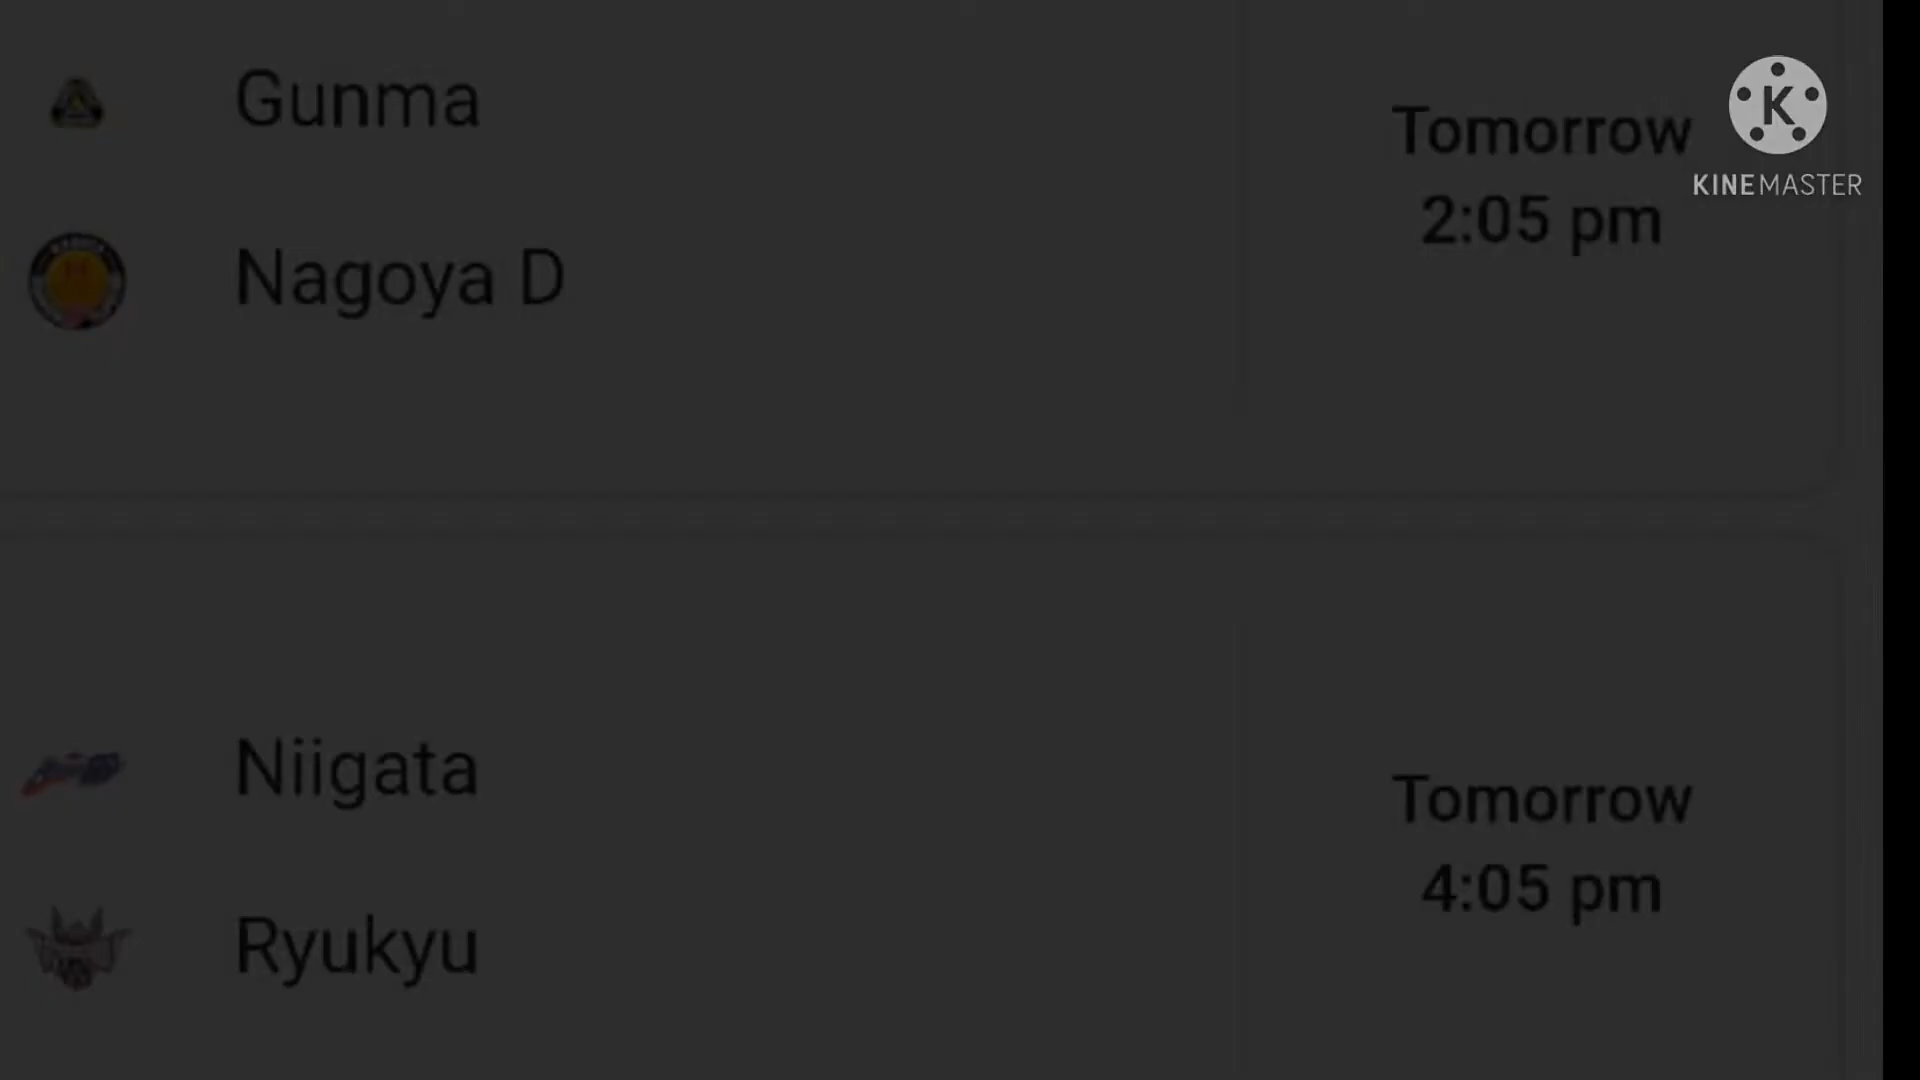 Gunma
Tomorrow
2:05 pm
Nagoya D
K
KINEMASTER
Niigata
Tomorrow
4:05 pm
Ryukyu